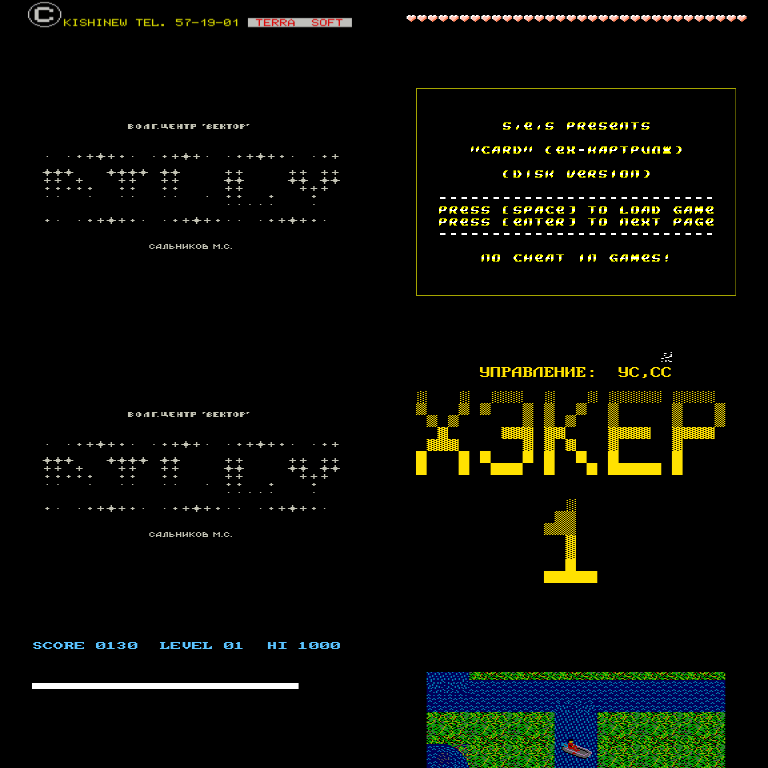 © KISHINEW TEL. 57-19-01 TERRA SOFT
ВОЛГ.ЦЕНТР "ВЕКТОР"
САЛЬНИКОВ М.С.
S,e,S PRESENTS
"CARD" (EX-КАРТРИДЖ)
(DISK VERSION)
PRESS [SPACE] TO LOAD GAME
PRESS [ENTER] TO NEXT PAGE
NO CHEAT IN GAMES!
ВОЛГ.ЦЕНТР "ВЕКТОР"
САЛЬНИКОВ М.С.
УПРАВЛЕНИЕ: УС,СС
ХЭКЕР
1
SCORE 0130 LEVEL 01 HI 1000